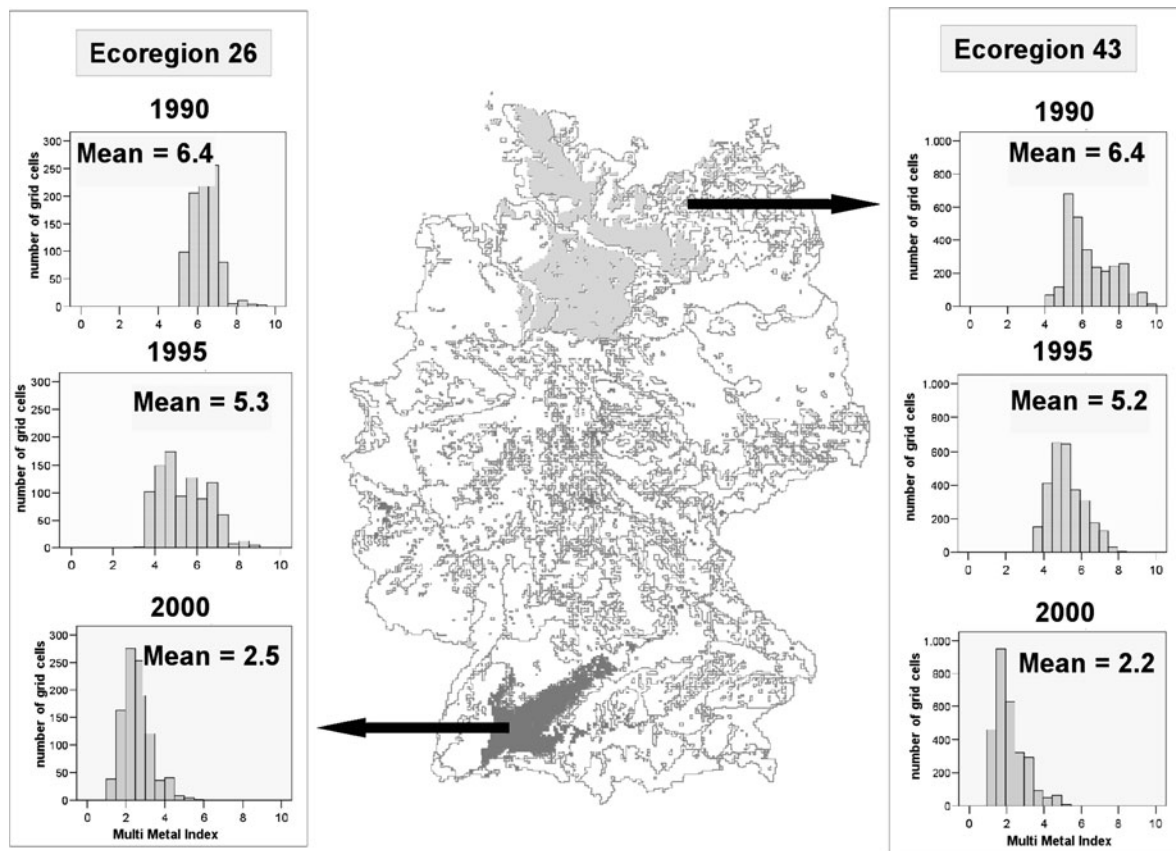 Ecoregion 26
1990
number of grid cells
300
250
200
150
100
50
0
Mean = 6.4
0 2 4 6 8 10
1995
number of grid cells
300
250
200
150
100
50
0
Mean = 5.3
0 2 4 6 8 10
2000
number of grid cells
300
250
200
150
100
50
0
Mean = 2.5
0 2 4 6 8 10
Multi Metal Index
Ecoregion 43
1990
number of grid cells
1.000
800
600
400
200
0
Mean = 6.4
0 2 4 6 8 10
1995
number of grid cells
1.000
800
600
400
200
0
Mean = 5.2
0 2 4 6 8 10
2000
number of grid cells
1.000
800
600
400
200
0
Mean = 2.2
0 2 4 6 8 10
Multi Metal Index